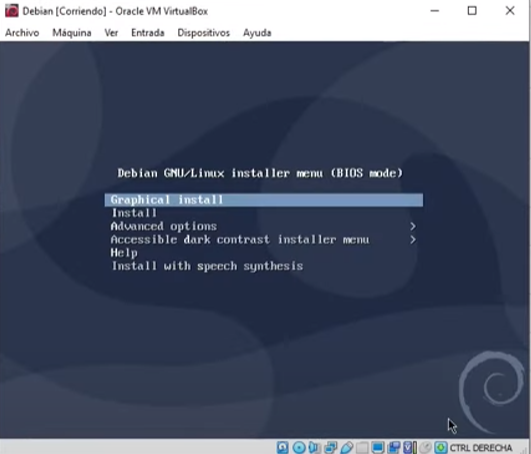 Debian [Corriendo] - Oracle VM VirtualBox
Archivo Máquina Ver Entrada Dispositivos Ayuda
Debian GNU/Linux installer menu (BIOS mode)
Graphical install
Install
Advanced options >
Accessible dark contrast installer menu >
Help
Install with speech synthesis
CTRL DERECHA